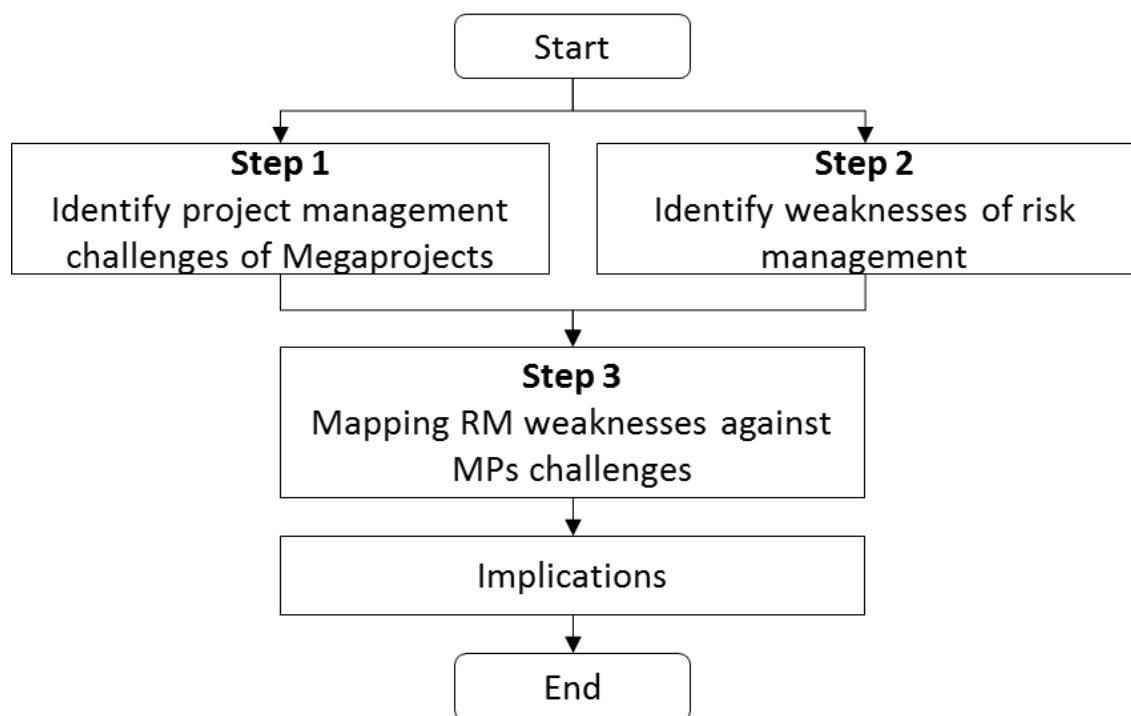 Start
Step 1
Identify project management
challenges of Megaprojects
Step 2
Identify weaknesses of risk
management
Step 3
Mapping RM weaknesses against
MPs challenges
Implications
End